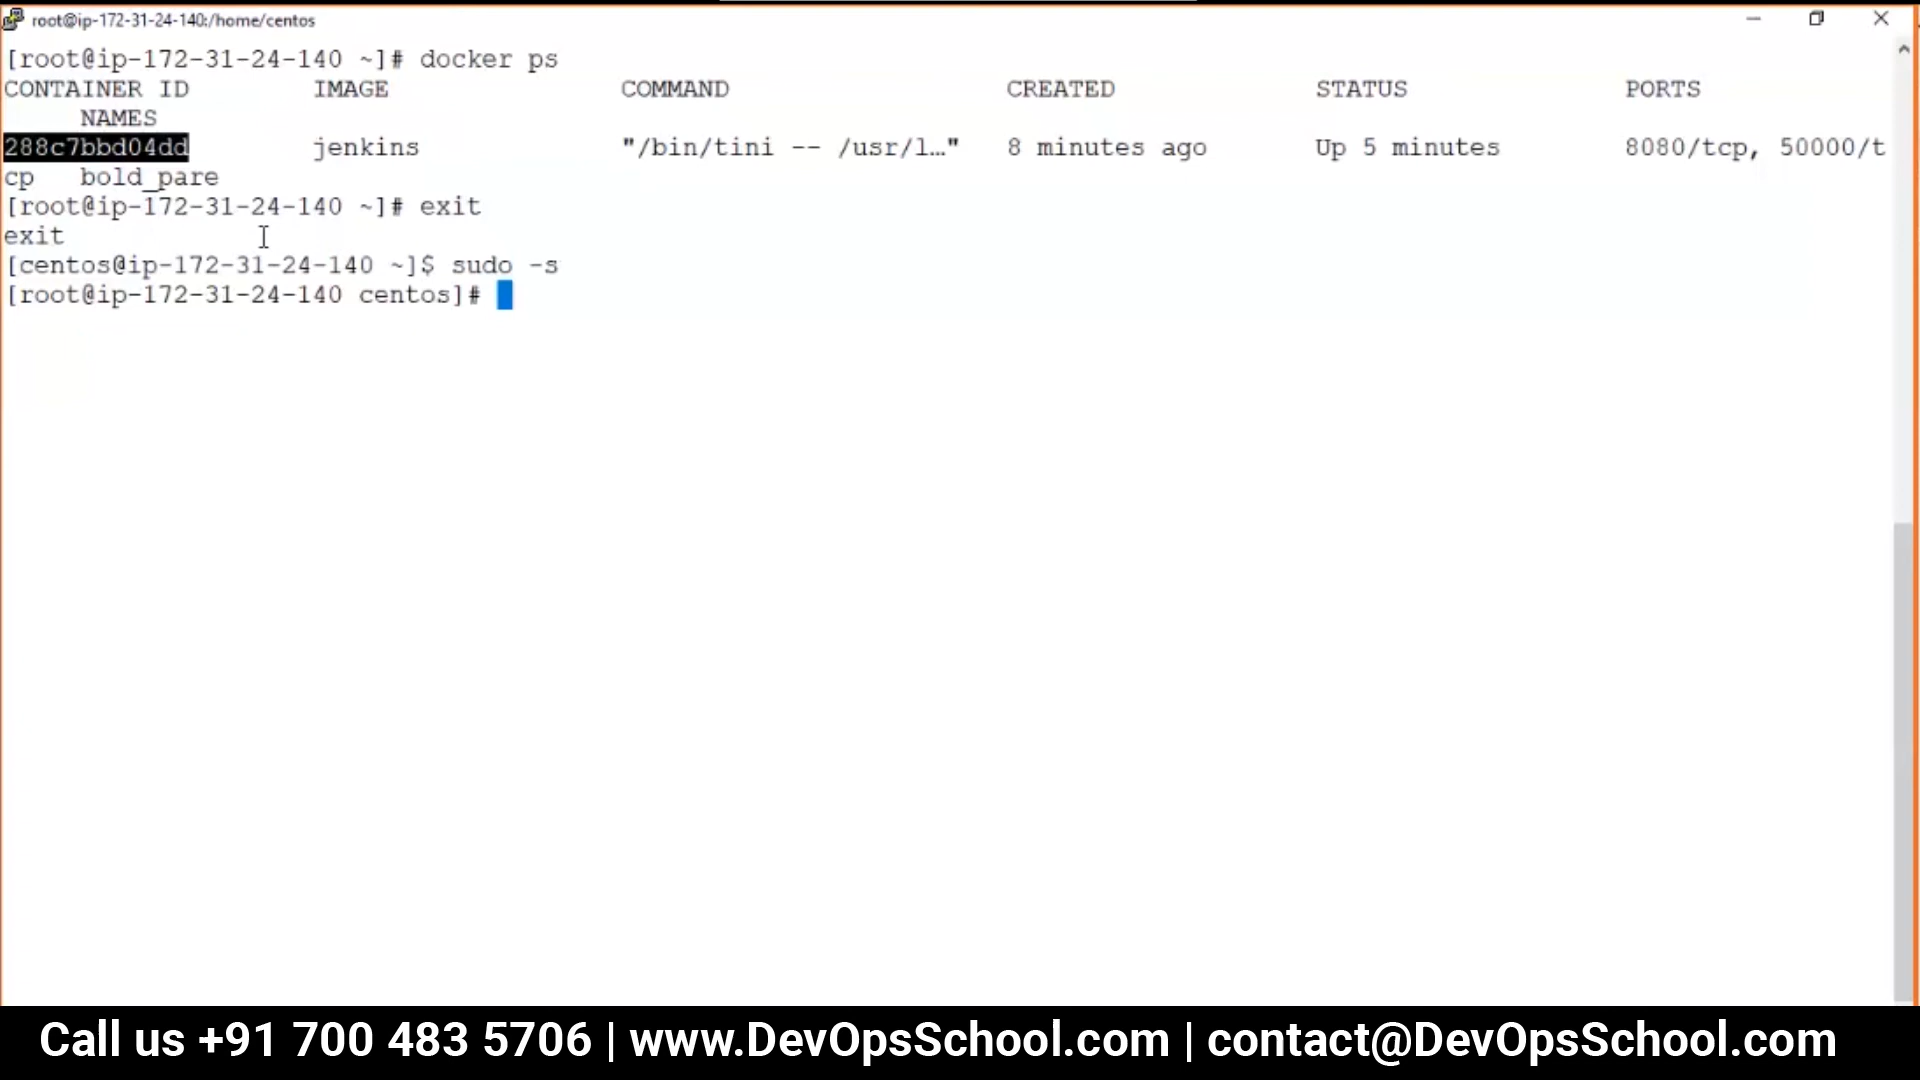 root@ip-172-31-24-140:/home/centos
[root@ip-172-31-24-140 ~]# docker ps
CONTAINER ID        IMAGE               COMMAND                  CREATED             STATUS              PORTS
     NAMES
288c7bbd04dd        jenkins             "/bin/tini -- /usr/l…"   8 minutes ago       Up 5 minutes        8080/tcp, 50000/t
cp   bold_pare
[root@ip-172-31-24-140 ~]# exit
exit
[centos@ip-172-31-24-140 ~]$ sudo -s
[root@ip-172-31-24-140 centos]#
Call us +91 700 483 5706 | www.DevOpsSchool.com | contact@DevOpsSchool.com